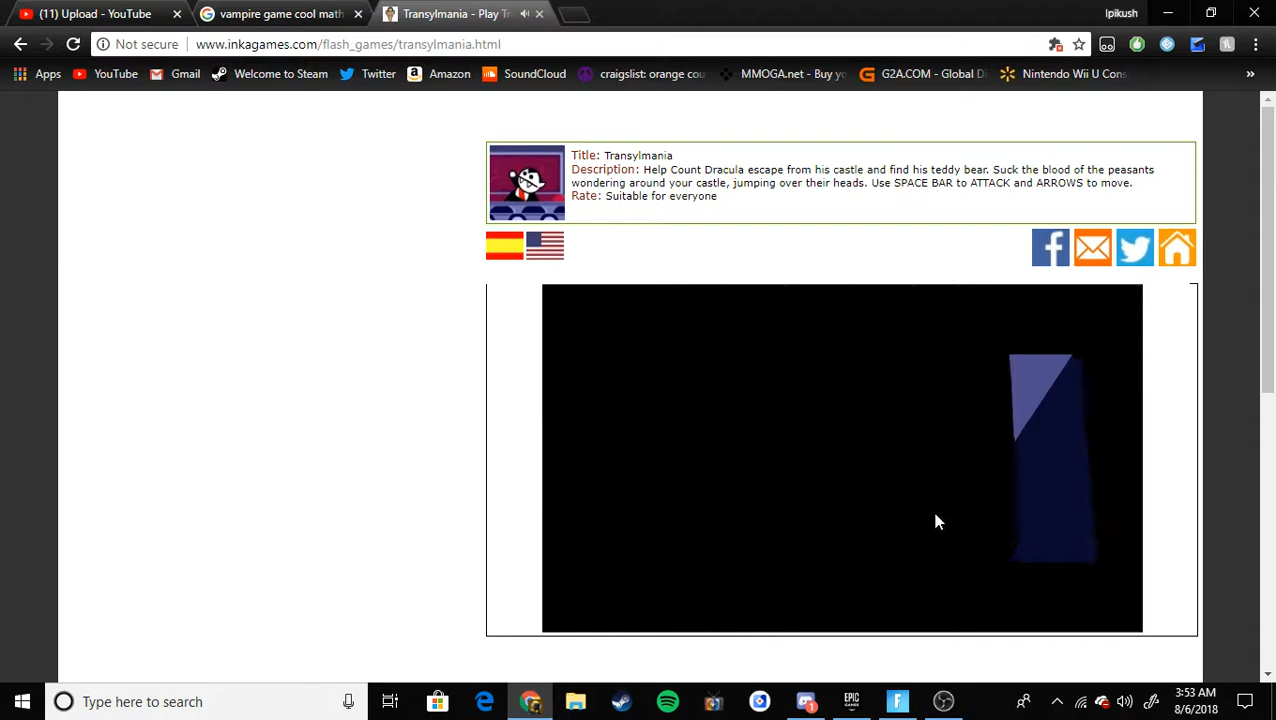 (11) Upload - YouTube
vampire game cool math
Transylmania - Play Tr
Ipikush
Not secure
www.inkagames.com/flash_games/transylmania.html
Apps
YouTube
Gmail
Welcome to Steam
Twitter
Amazon
SoundCloud
craigslist: orange cou
MMOGA.net - Buy yo
G2A.COM - Global Di
Nintendo Wii U Cons
»
Title: Transylmania
Description: Help Count Dracula escape from his castle and find his teddy bear. Suck the blood of the peasants
wondering around your castle, jumping over their heads. Use SPACE BAR to ATTACK and ARROWS to move.
Rate: Suitable for everyone
Type here to search
EPIC
GAMES
3:53 AM
8/6/2018